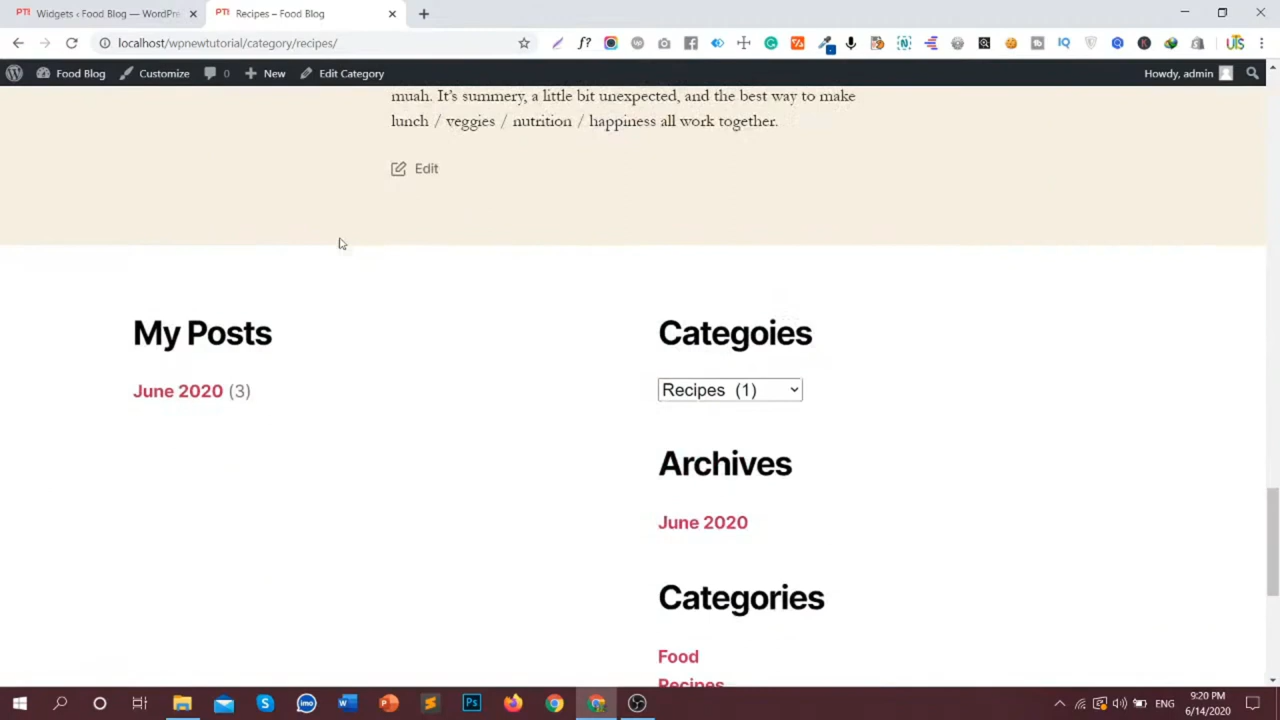 PTI Widgets ‹ Food Blog — WordPre
PTI Recipes – Food Blog
localhost/wpnewtutorial/category/recipes/
Food Blog
Customize
0
New
Edit Category
Howdy, admin
muah. It's summery, a little bit unexpected, and the best way to make
lunch / veggies / nutrition / happiness all work together.
Edit
My Posts
June 2020 (3)
Categoies
Recipes (1)
Archives
June 2020
Categories
Food
Recipes
ENG
9:20 PM
6/14/2020